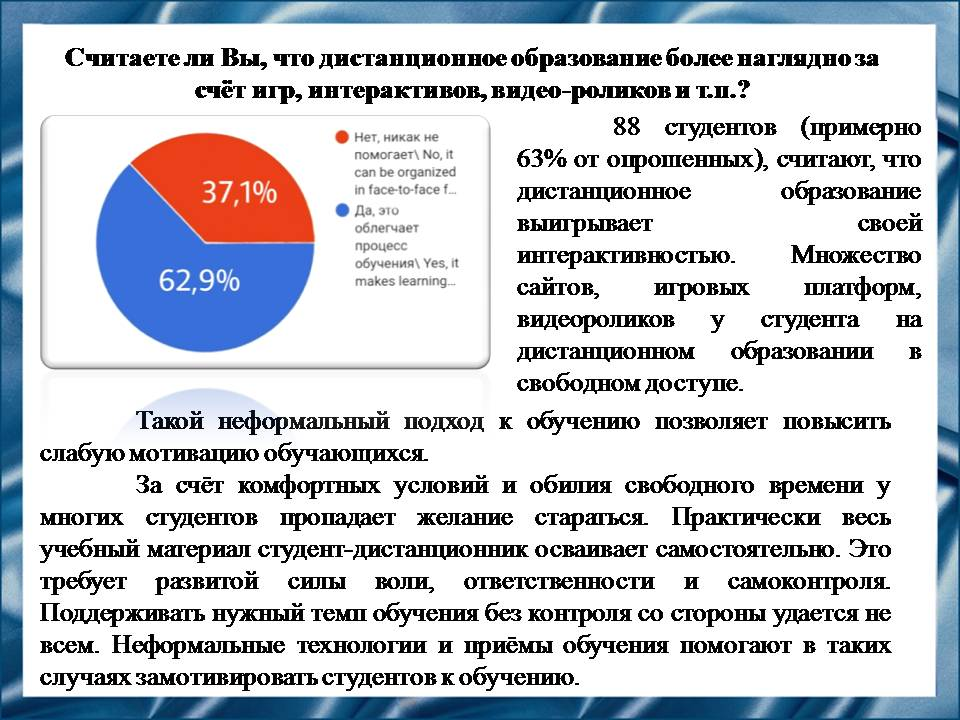 Считаете ли Вы, что дистанционное образование более наглядно за
счёт игр, интерактивов, видео-роликов и т.п.?
37,1%
62,9%
Нет, никак не
помогает\ No, it
can be organized
in face-to-face f...
Да, это
облегчает
процесс
обучения\ Yes, it
makes learning...
88 студентов (примерно
63% от опрошенных), считают, что
дистанционное образование
выигрывает своей
интерактивностью. Множество
сайтов, игровых платформ,
видеороликов у студента на
дистанционном образовании в
свободном доступе.
Такой неформальный подход к обучению позволяет повысить
слабую мотивацию обучающихся.
За счёт комфортных условий и обилия свободного времени у
многих студентов пропадает желание стараться. Практически весь
учебный материал студент-дистанционник осваивает самостоятельно. Это
требует развитой силы воли, ответственности и самоконтроля.
Поддерживать нужный темп обучения без контроля со стороны удается не
всем. Неформальные технологии и приёмы обучения помогают в таких
случаях замотивировать студентов к обучению.